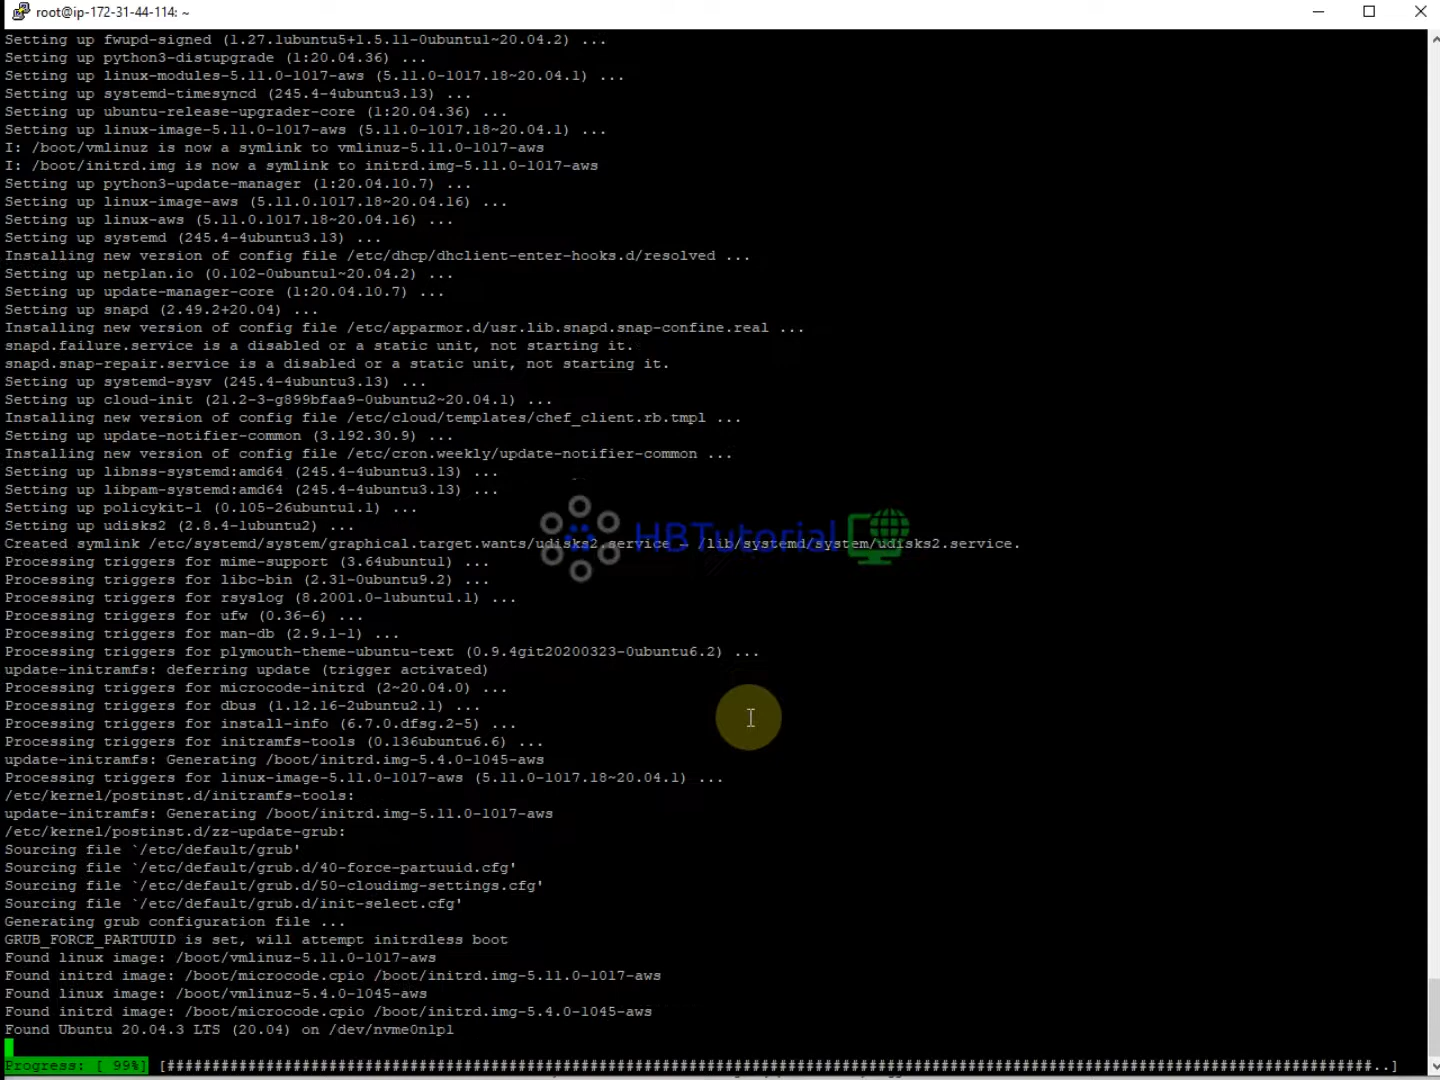 root@ip-172-31-44-114: ~
Setting up fwupd-signed (1.27.1ubuntu5+1.5.11-0ubuntu1~20.04.2) ...
Setting up python3-distupgrade (1:20.04.36) ...
Setting up linux-modules-5.11.0-1017-aws (5.11.0-1017.18~20.04.1) ...
Setting up systemd-timesyncd (245.4-4ubuntu3.13) ...
Setting up ubuntu-release-upgrader-core (1:20.04.36) ...
Setting up linux-image-5.11.0-1017-aws (5.11.0-1017.18~20.04.1) ...
I: /boot/vmlinuz is now a symlink to vmlinuz-5.11.0-1017-aws
I: /boot/initrd.img is now a symlink to initrd.img-5.11.0-1017-aws
Setting up python3-update-manager (1:20.04.10.7) ...
Setting up linux-image-aws (5.11.0.1017.18~20.04.16) ...
Setting up linux-aws (5.11.0.1017.18~20.04.16) ...
Setting up systemd (245.4-4ubuntu3.13) ...
Installing new version of config file /etc/dhcp/dhclient-enter-hooks.d/resolved ...
Setting up netplan.io (0.102-0ubuntu1~20.04.2) ...
Setting up update-manager-core (1:20.04.10.7) ...
Setting up snapd (2.49.2+20.04) ...
Installing new version of config file /etc/apparmor.d/usr.lib.snapd.snap-confine.real ...
snapd.failure.service is a disabled or a static unit, not starting it.
snapd.snap-repair.service is a disabled or a static unit, not starting it.
Setting up systemd-sysv (245.4-4ubuntu3.13) ...
Setting up cloud-init (21.2-3-g899bfaa9-0ubuntu2~20.04.1) ...
Installing new version of config file /etc/cloud/templates/chef_client.rb.tmpl ...
Setting up update-notifier-common (3.192.30.9) ...
Installing new version of config file /etc/cron.weekly/update-notifier-common ...
Setting up libnss-systemd:amd64 (245.4-4ubuntu3.13) ...
Setting up libpam-systemd:amd64 (245.4-4ubuntu3.13) ...
Setting up policykit-1 (0.105-26ubuntu1.1) ...
Setting up udisks2 (2.8.4-1ubuntu2) ...
HBTutorial
Created symlink /etc/systemd/system/graphical.target.wants/udisks2.service → /lib/systemd/system/udisks2.service.
Processing triggers for mime-support (3.64ubuntu1) ...
Processing triggers for libc-bin (2.31-0ubuntu9.2) ...
Processing triggers for rsyslog (8.2001.0-1ubuntu1.1) ...
Processing triggers for ufw (0.36-6) ...
Processing triggers for man-db (2.9.1-1) ...
Processing triggers for plymouth-theme-ubuntu-text (0.9.4git20200323-0ubuntu6.2) ...
update-initramfs: deferring update (trigger activated)
Processing triggers for microcode-initrd (2~20.04.0) ...
Processing triggers for dbus (1.12.16-2ubuntu2.1) ...
Processing triggers for install-info (6.7.0.dfsg.2-5) ...
Processing triggers for initramfs-tools (0.136ubuntu6.6) ...
update-initramfs: Generating /boot/initrd.img-5.4.0-1045-aws
Processing triggers for linux-image-5.11.0-1017-aws (5.11.0-1017.18~20.04.1) ...
/etc/kernel/postinst.d/initramfs-tools:
update-initramfs: Generating /boot/initrd.img-5.11.0-1017-aws
/etc/kernel/postinst.d/zz-update-grub:
Sourcing file `/etc/default/grub'
Sourcing file `/etc/default/grub.d/40-force-partuuid.cfg'
Sourcing file `/etc/default/grub.d/50-cloudimg-settings.cfg'
Sourcing file `/etc/default/grub.d/init-select.cfg'
Generating grub configuration file ...
GRUB_FORCE_PARTUUID is set, will attempt initrdless boot
Found linux image: /boot/vmlinuz-5.11.0-1017-aws
Found initrd image: /boot/microcode.cpio /boot/initrd.img-5.11.0-1017-aws
Found linux image: /boot/vmlinuz-5.4.0-1045-aws
Found initrd image: /boot/microcode.cpio /boot/initrd.img-5.4.0-1045-aws
Found Ubuntu 20.04.3 LTS (20.04) on /dev/nvme0n1p1
Progress: [ 99%] [######################################################################################################################################..]